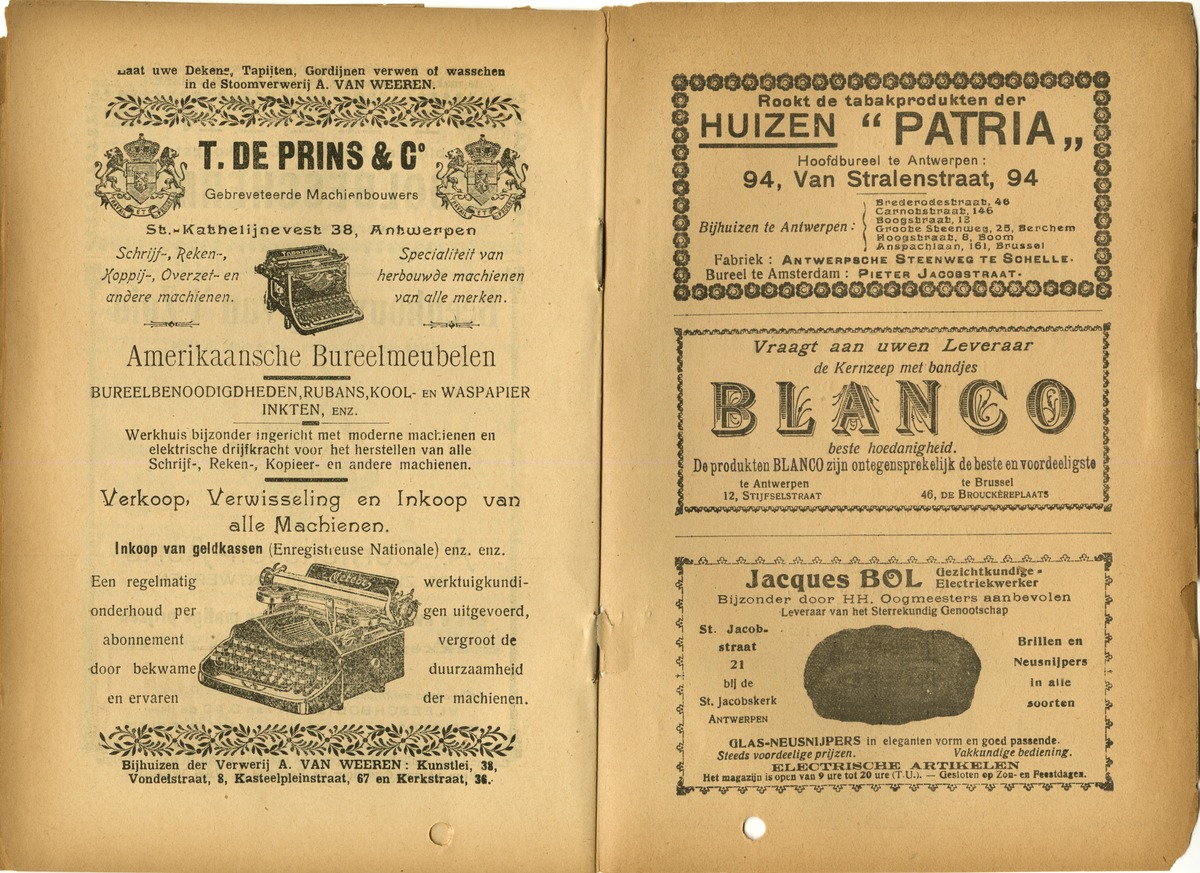 Laat uwe Dekens, Tapijten, Gordijnen verwen of wasschen
in de Stoomverwerij A. VAN WEEREN.
T. DE PRINS & Co
Gebreveteerde Machienbouwers
St.-Kathelijnevest 38, Antwerpen
Schrijf-, Reken-,
Koppij-, Overzet- en
andere machienen.
Specialiteit van
herbouwde machienen
van alle merken.
Amerikaansche Bureelmeubelen
BUREELBENOODIGDHEDEN, RUBANS, KOOL- EN WASPAPIER
INKTEN, ENZ.
Werkhuis bijzonder ingericht met moderne machienen en
elektrische drijfkracht voor het herstellen van alle
Schrijf-, Reken-, Kopieer- en andere machienen.
Verkoop, Verwisseling en Inkoop van
alle Machienen.
Inkoop van geldkassen (Enregistreuse Nationale) enz. enz.
Een regelmatig werktuigkundi-
onderhoud per gen uitgevoerd,
abonnement vergroot de
door bekwame duurzaamheid
en ervaren der machienen.
Bijhuizen der Verwerij A. VAN WEEREN: Kunstlei, 38,
Vondelstraat, 8, Kasteelpleinstraat, 67 en Kerkstraat, 36.
Rookt de tabakprodukten der
HUIZEN “ PATRIA „
Hoofdbureel te Antwerpen :
94, Van Stralenstraat, 94
Bijhuizen te Antwerpen :
Brederodestraat, 46
Carnotstraat, 146
Boogstraat, 13
Groote Steenweg, 25, Berchem
Hoogstraat, 8, Boom
Anspachlaan, 161, Brussel
Fabriek : ANTWERPSCHE STEENWEG TE SCHELLE.
Bureel te Amsterdam : PIETER JACOBSTRAAT.
Vraagt aan uwen Leveraar
de Kernzeep met bandjes
BLANCO
beste hoedanigheid.
De produkten BLANCO zijn ontegensprekelijk de beste en voordeeligste
te Antwerpen
12, STIJFSELSTRAAT
te Brussel
46, DE BROUCKÈREPLAATS
Jacques BOL Gezichtkundige -
Electriekwerker
Bijzonder door HH. Oogmeesters aanbevolen
Leveraar van het Sterrekundig Genootschap
St. Jacob-
straat
21
bij de
St. Jacobskerk
ANTWERPEN
Brillen en
Neusnijpers
in alle
soorten
GLAS-NEUSNIJPERS in eleganten vorm en goed passende.
Steeds voordeelige prijzen. Vakkundige bediening.
ELECTRISCHE ARTIKELEN
Het magazijn is open van 9 ure tot 20 ure (T.U.). — Gesloten op Zon- en Feestdagen.